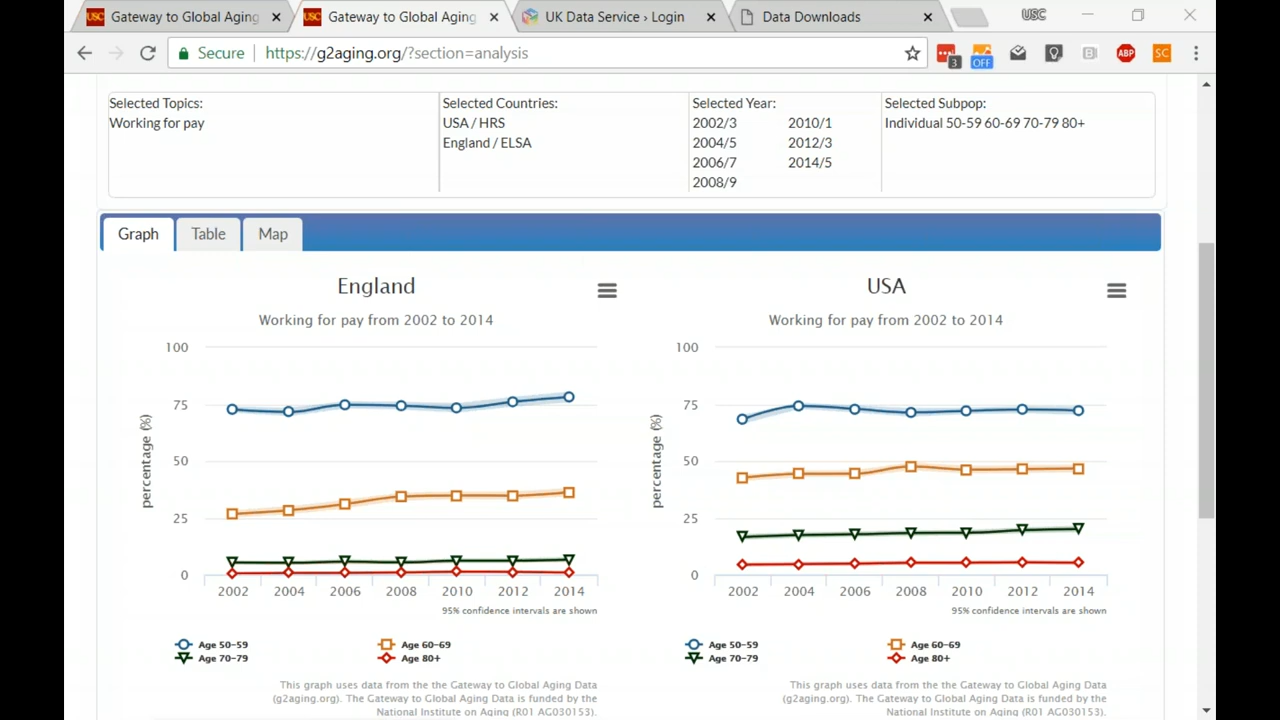 Gateway to Global Aging
Gateway to Global Aging
UK Data Service › Login
Data Downloads
USC
Secure
https://g2aging.org/?section=analysis
3
OFF
ABP
SC
Selected Topics:
Working for pay
Selected Countries:
USA / HRS
England / ELSA
Selected Year:
2002/3 2010/1
2004/5 2012/3
2006/7 2014/5
2008/9
Selected Subpop:
Individual 50-59 60-69 70-79 80+
Graph
Table
Map
England
Working for pay from 2002 to 2014
percentage (%)
100
75
50
25
0
2002 2004 2006 2008 2010 2012 2014
95% confidence intervals are shown
Age 50–59 Age 60–69
Age 70–79 Age 80+
This graph uses data from the the Gateway to Global Aging Data
(g2aging.org). The Gateway to Global Aging Data is funded by the
National Institute on Aging (R01 AG030153).
USA
Working for pay from 2002 to 2014
percentage (%)
100
75
50
25
0
2002 2004 2006 2008 2010 2012 2014
95% confidence intervals are shown
Age 50–59 Age 60–69
Age 70–79 Age 80+
This graph uses data from the the Gateway to Global Aging Data
(g2aging.org). The Gateway to Global Aging Data is funded by the
National Institute on Aging (R01 AG030153).